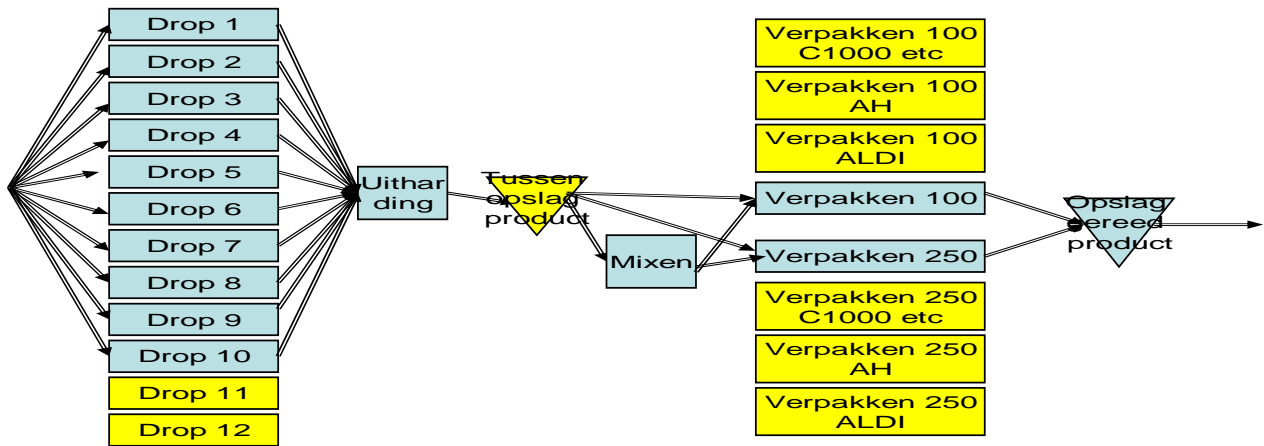 Drop 1
Drop 2
Drop 3
Drop 4
Drop 5
Drop 6
Drop 7
Drop 8
Drop 9
Drop 10
Drop 11
Drop 12
Uithar
ding
Tussen
opslag
product
Mixen
Verpakken 100
C1000 etc
Verpakken 100
AH
Verpakken 100
ALDI
Verpakken 100
Verpakken 250
Verpakken 250
C1000 etc
Verpakken 250
AH
Verpakken 250
ALDI
Opslag
gereed
product